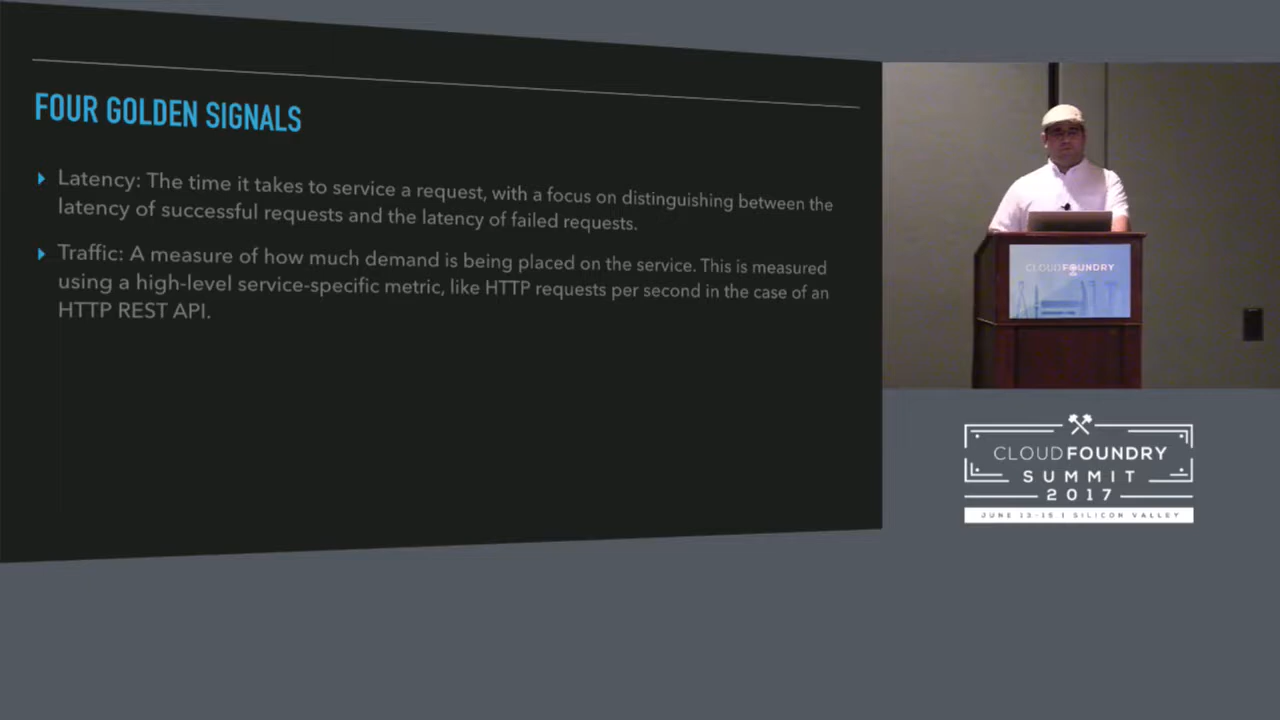 FOUR GOLDEN SIGNALS
Latency: The time it takes to service a request, with a focus on distinguishing between the
latency of successful requests and the latency of failed requests.
Traffic: A measure of how much demand is being placed on the service. This is measured
using a high-level service-specific metric, like HTTP requests per second in the case of an
HTTP REST API.
CLOUDFOUNDRY
CLOUDFOUNDRY
SUMMIT
2017
JUNE 13-15 | SILICON VALLEY